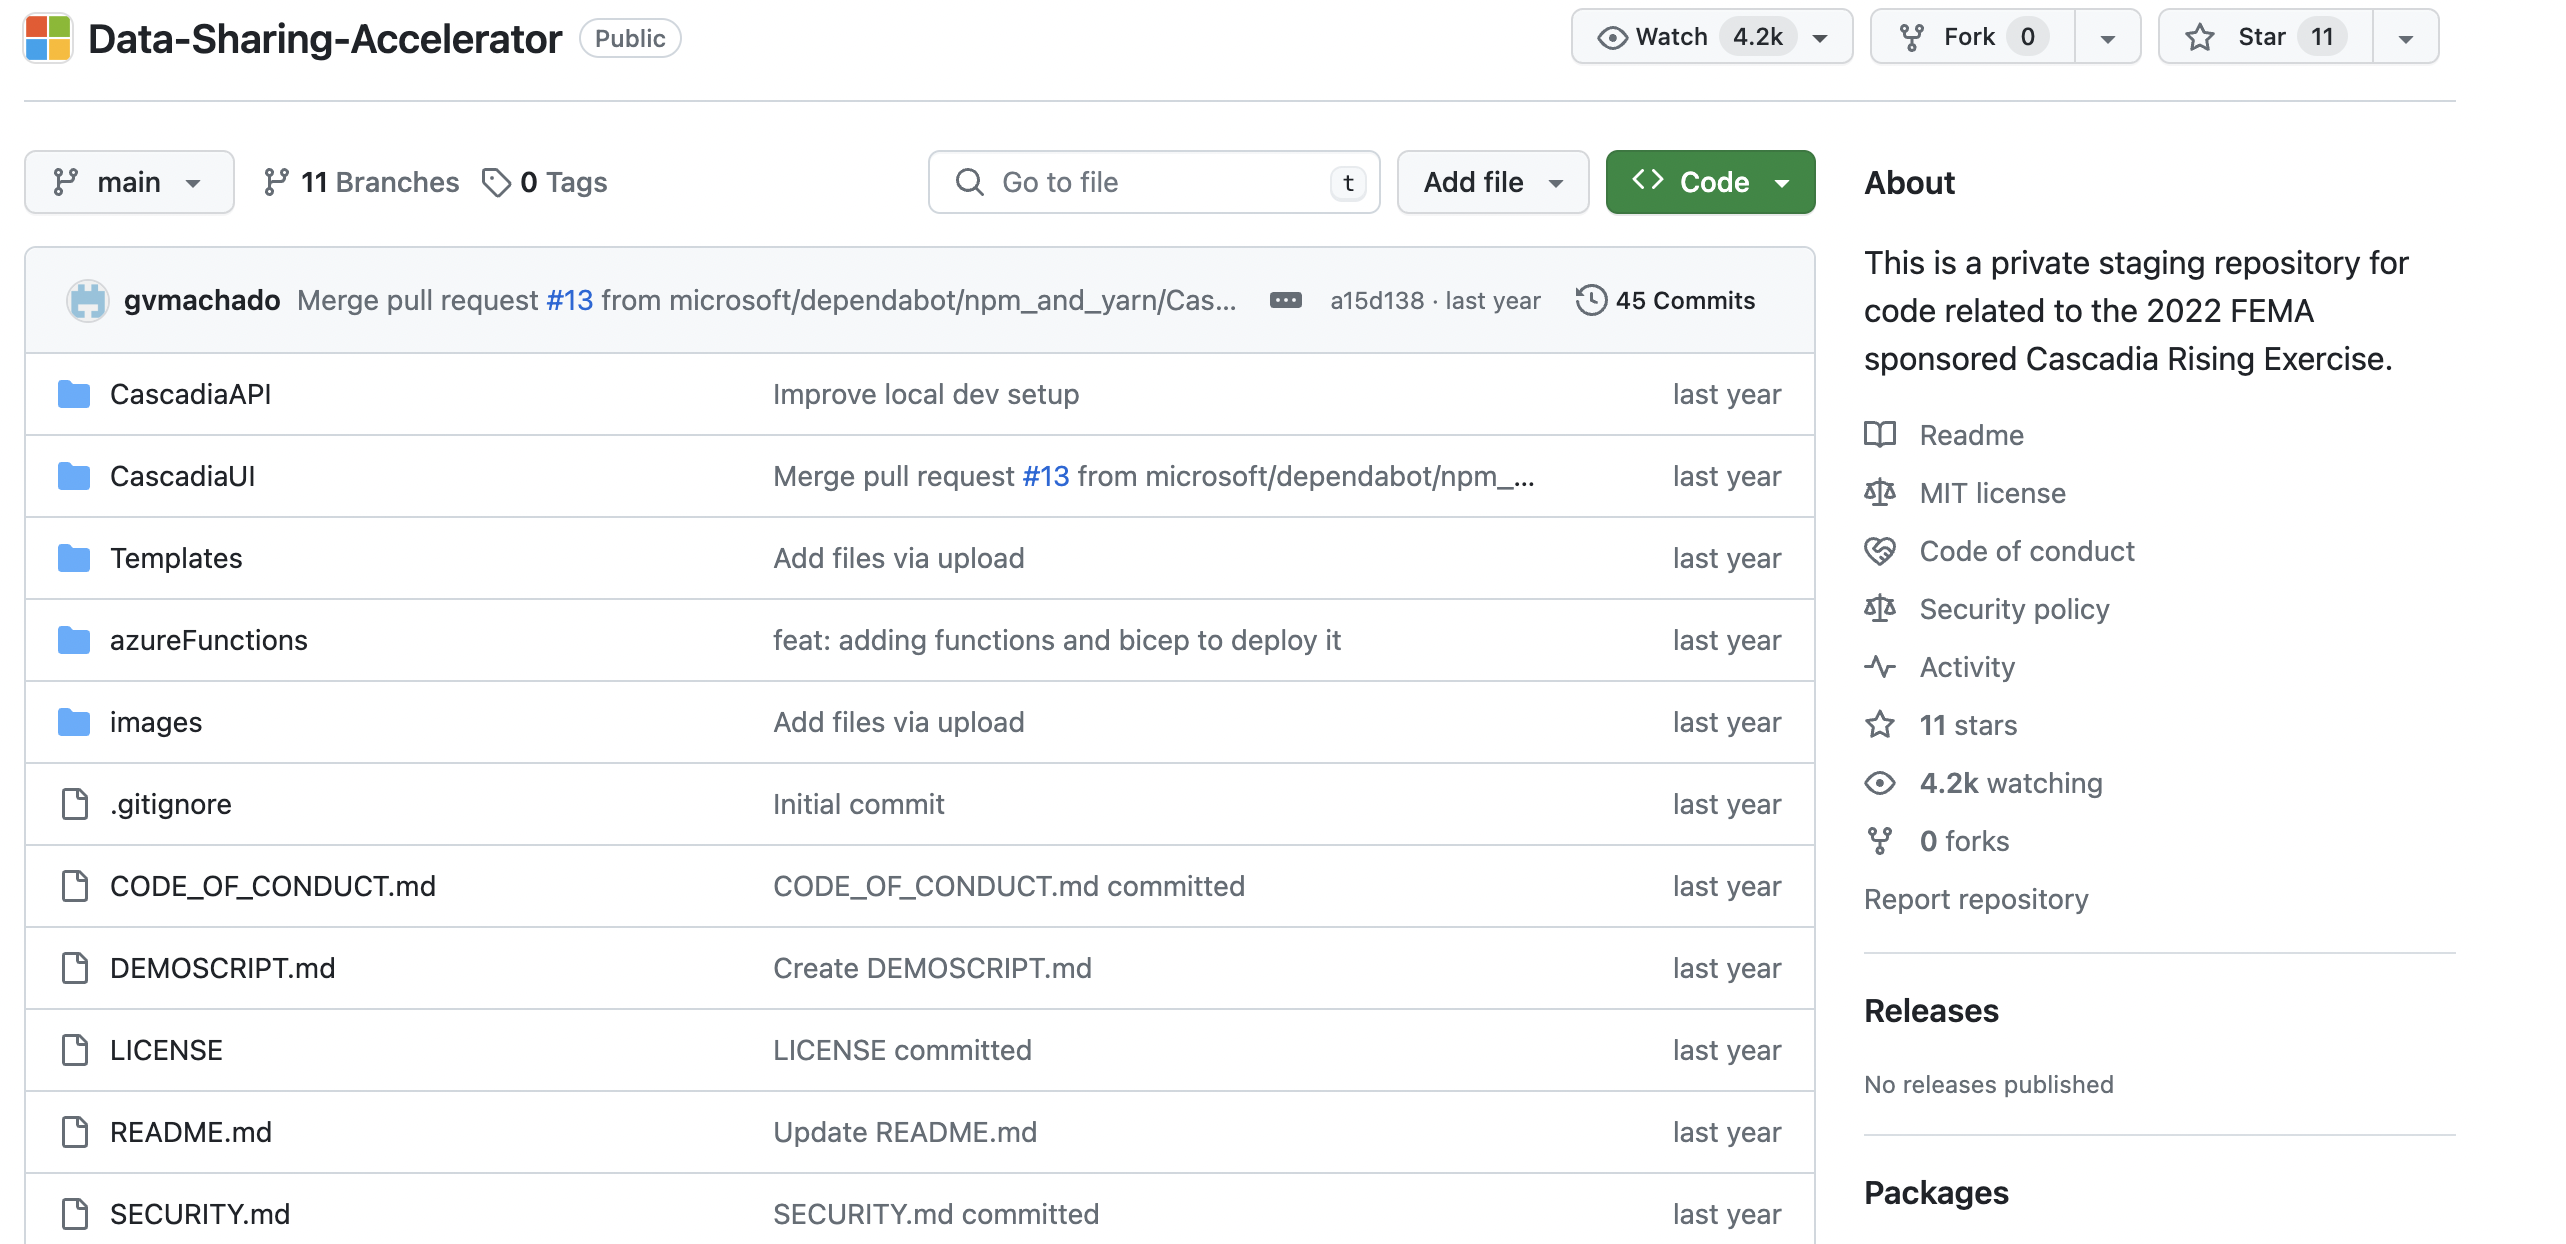 Data-Sharing-Accelerator Public Watch 4.2k Fork 0 Star 11
main 11 Branches 0 Tags Go to file t Add file Code
gvmachado Merge pull request #13 from microsoft/dependabot/npm_and_yarn/Cas... a15d138 · last year 45 Commits
CascadiaAPI Improve local dev setup last year
CascadiaUI Merge pull request #13 from microsoft/dependabot/npm_... last year
Templates Add files via upload last year
azureFunctions feat: adding functions and bicep to deploy it last year
images Add files via upload last year
.gitignore Initial commit last year
CODE_OF_CONDUCT.md CODE_OF_CONDUCT.md committed last year
DEMOSCRIPT.md Create DEMOSCRIPT.md last year
LICENSE LICENSE committed last year
README.md Update README.md last year
SECURITY.md SECURITY.md committed last year
About
This is a private staging repository for
code related to the 2022 FEMA
sponsored Cascadia Rising Exercise.
Readme
MIT license
Code of conduct
Security policy
Activity
11 stars
4.2k watching
0 forks
Report repository
Releases
No releases published
Packages